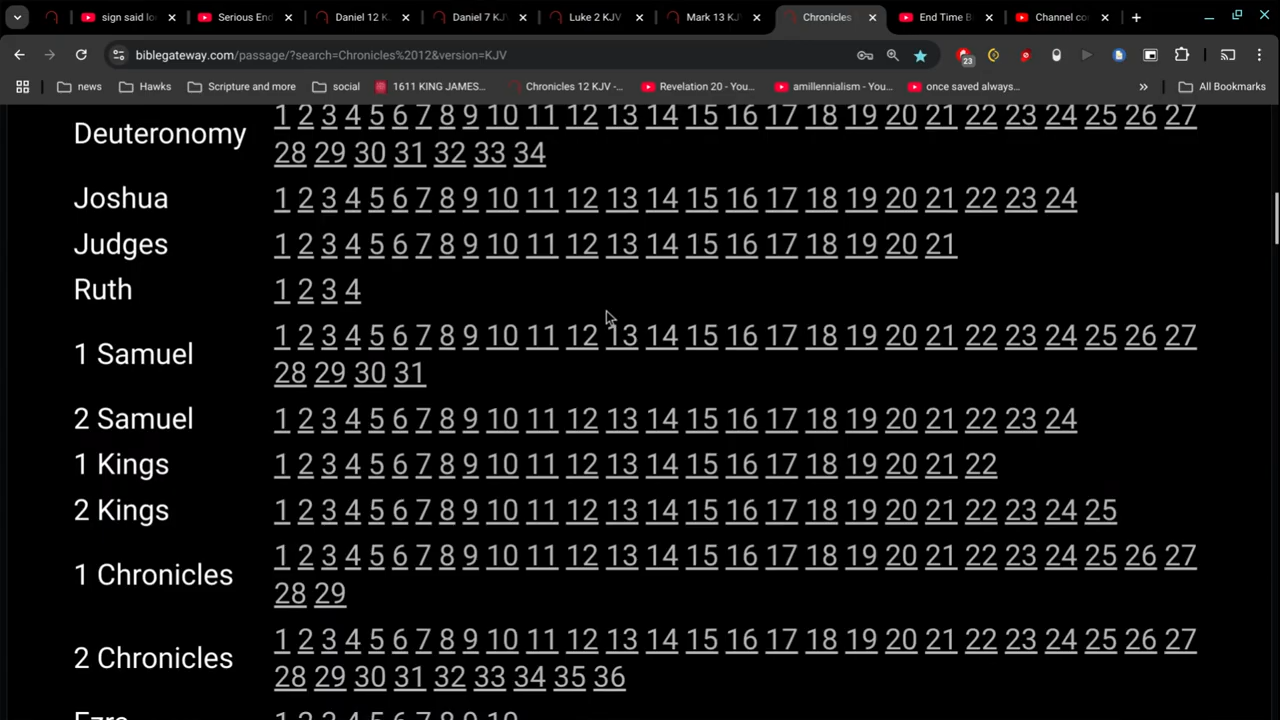 sign said lo
Serious End
Daniel 12 K
Daniel 7 KJV
Luke 2 KJV
Mark 13 KJ
Chronicles
End Time B
Channel co
biblegateway.com/passage/?search=Chronicles%2012&version=KJV
23
news
Hawks
Scripture and more
social
1611 KING JAMES...
Chronicles 12 KJV -...
Revelation 20 - You...
amillennialism - You...
once saved always...
»
All Bookmarks
Deuteronomy 1 2 3 4 5 6 7 8 9 10 11 12 13 14 15 16 17 18 19 20 21 22 23 24 25 26 27
28 29 30 31 32 33 34
Joshua 1 2 3 4 5 6 7 8 9 10 11 12 13 14 15 16 17 18 19 20 21 22 23 24
Judges 1 2 3 4 5 6 7 8 9 10 11 12 13 14 15 16 17 18 19 20 21
Ruth 1 2 3 4
1 Samuel 1 2 3 4 5 6 7 8 9 10 11 12 13 14 15 16 17 18 19 20 21 22 23 24 25 26 27
28 29 30 31
2 Samuel 1 2 3 4 5 6 7 8 9 10 11 12 13 14 15 16 17 18 19 20 21 22 23 24
1 Kings 1 2 3 4 5 6 7 8 9 10 11 12 13 14 15 16 17 18 19 20 21 22
2 Kings 1 2 3 4 5 6 7 8 9 10 11 12 13 14 15 16 17 18 19 20 21 22 23 24 25
1 Chronicles 1 2 3 4 5 6 7 8 9 10 11 12 13 14 15 16 17 18 19 20 21 22 23 24 25 26 27
28 29
2 Chronicles 1 2 3 4 5 6 7 8 9 10 11 12 13 14 15 16 17 18 19 20 21 22 23 24 25 26 27
28 29 30 31 32 33 34 35 36
Ezra 1 2 3 4 5 6 7 8 9 10